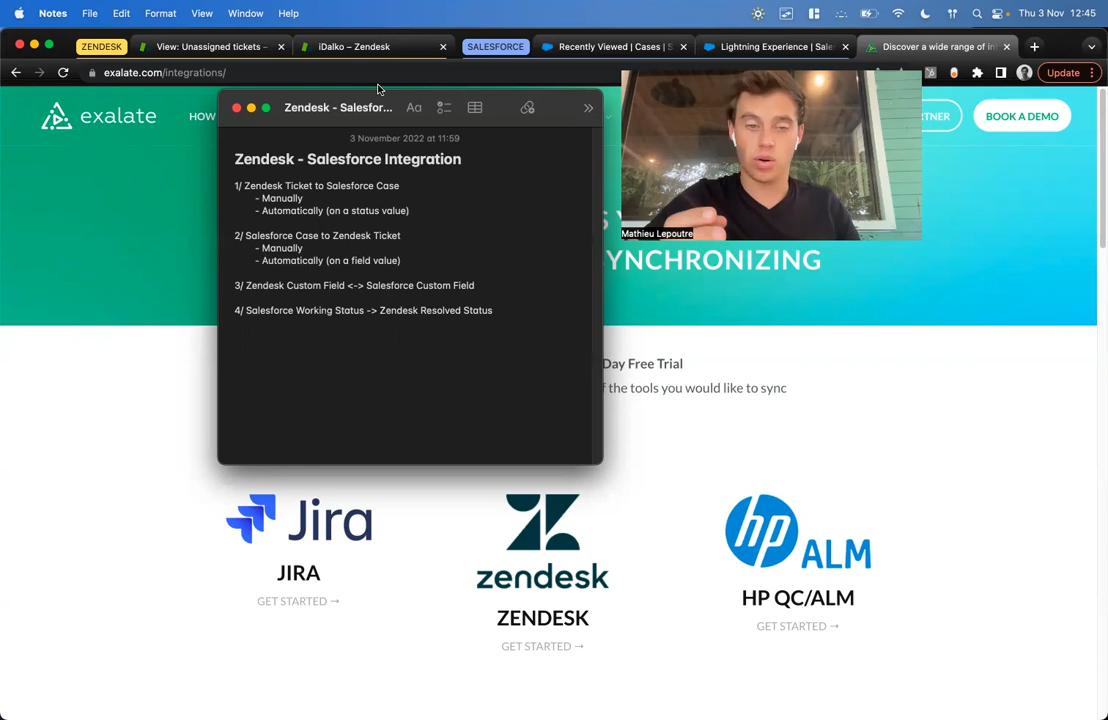 Notes File Edit Format View Window Help Thu 3 Nov 12:45
ZENDESK View: Unassigned tickets – iDalko – Zendesk SALESFORCE Recently Viewed | Cases | S Lightning Experience | Sale Discover a wide range of in
exalate.com/integrations/ Update
exalate HOW RTNER BOOK A DEMO
Zendesk - Salesfor... Aa
3 November 2022 at 11:59
Zendesk - Salesforce Integration
1/ Zendesk Ticket to Salesforce Case
- Manually
- Automatically (on a status value)
2/ Salesforce Case to Zendesk Ticket
- Manually
- Automatically (on a field value)
3/ Zendesk Custom Field <-> Salesforce Custom Field
4/ Salesforce Working Status -> Zendesk Resolved Status
Mathieu Lepoutre
YNCHRONIZING
Day Free Trial
f the tools you would like to sync
Jira
zendesk
hp ALM
JIRA
GET STARTED →
ZENDESK
GET STARTED →
HP QC/ALM
GET STARTED →